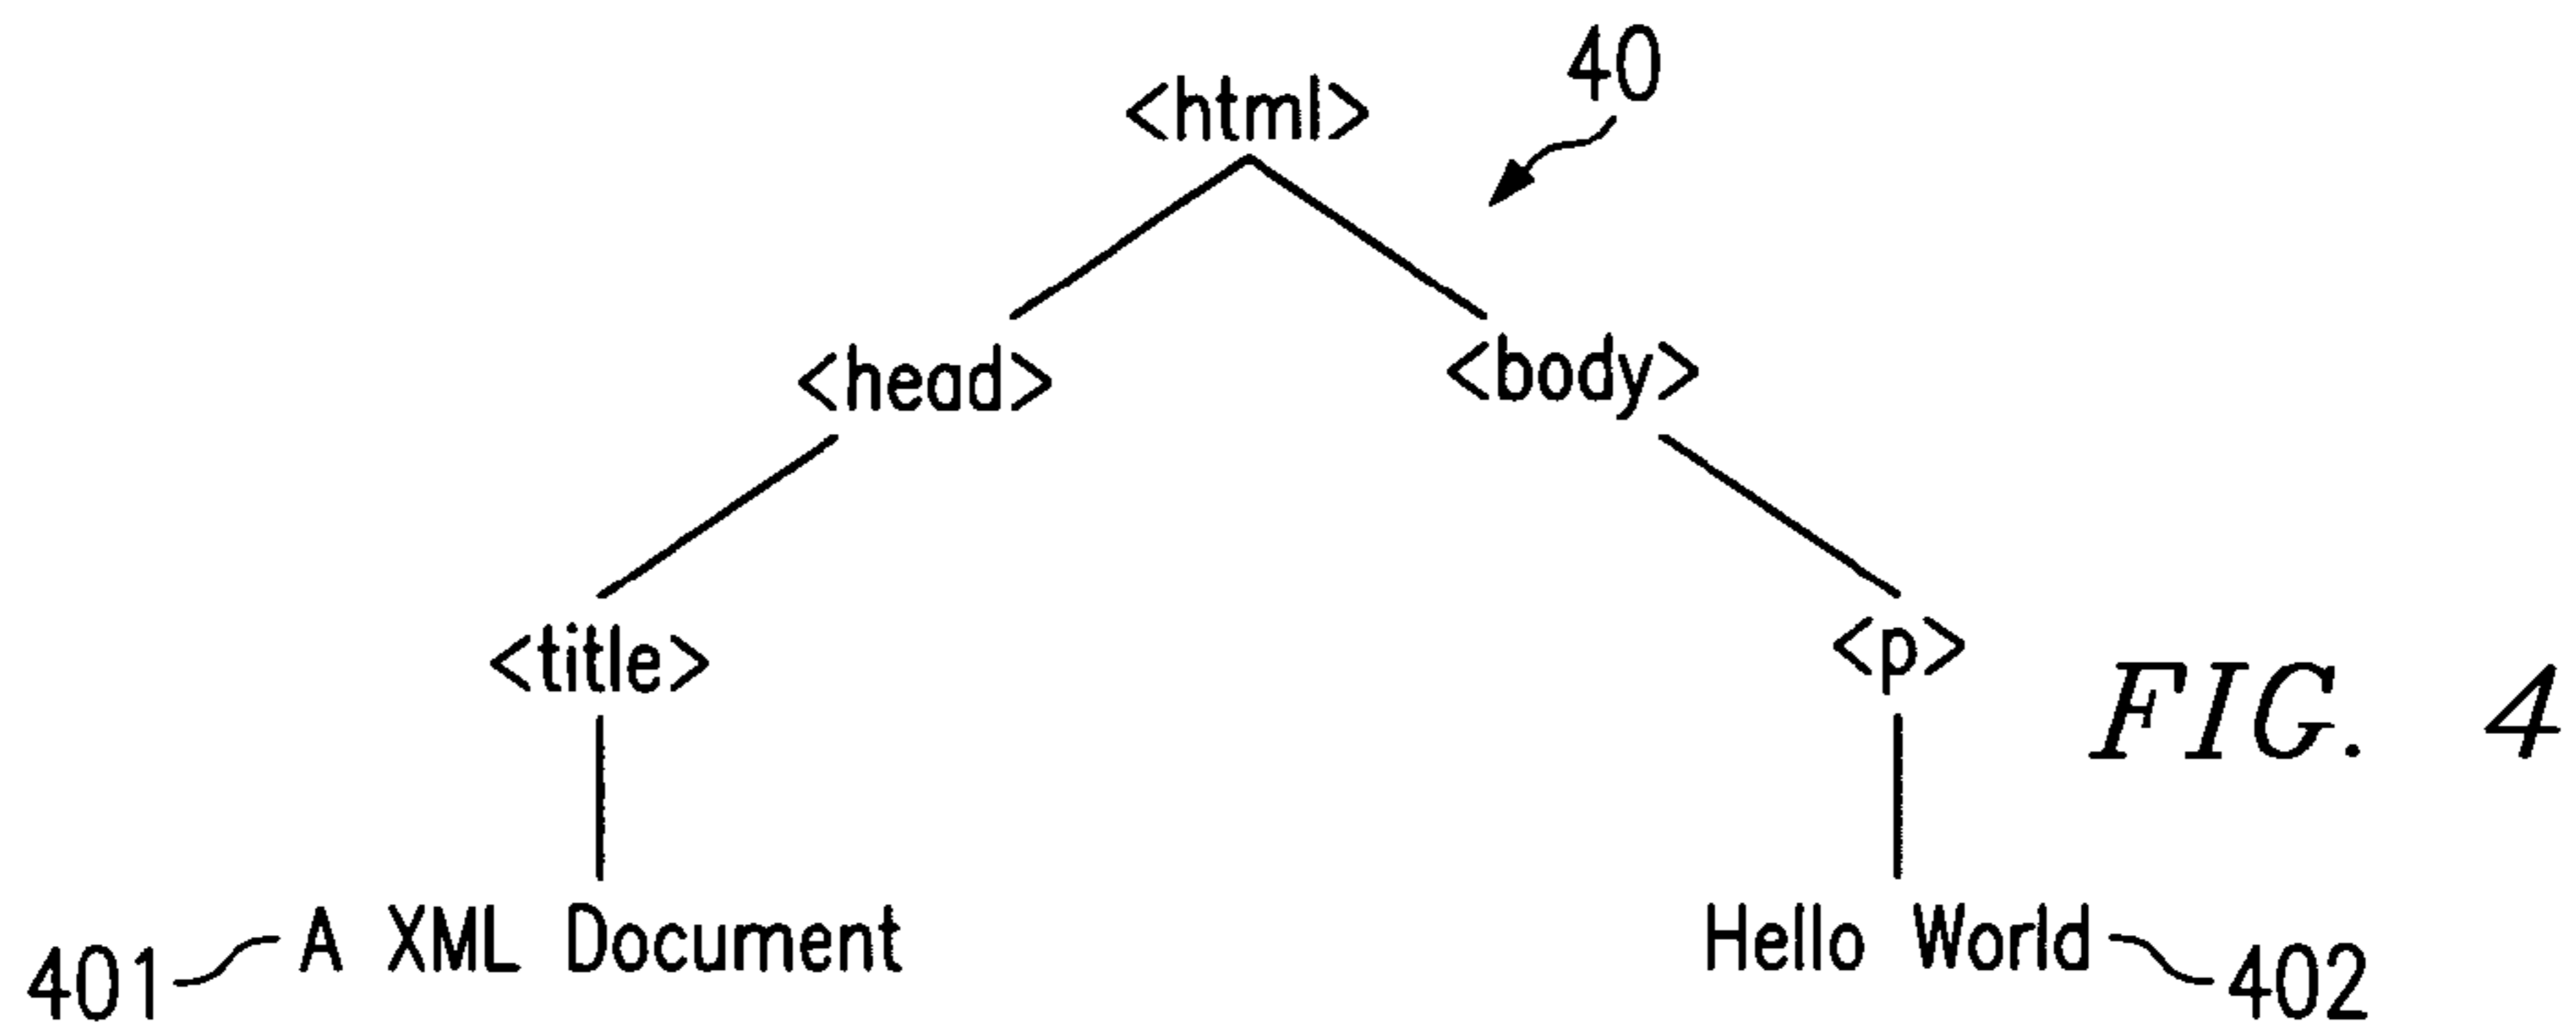 40
<html>
<head> <body>
<title> <p>
FIG. 4
401 A XML Document Hello World 402